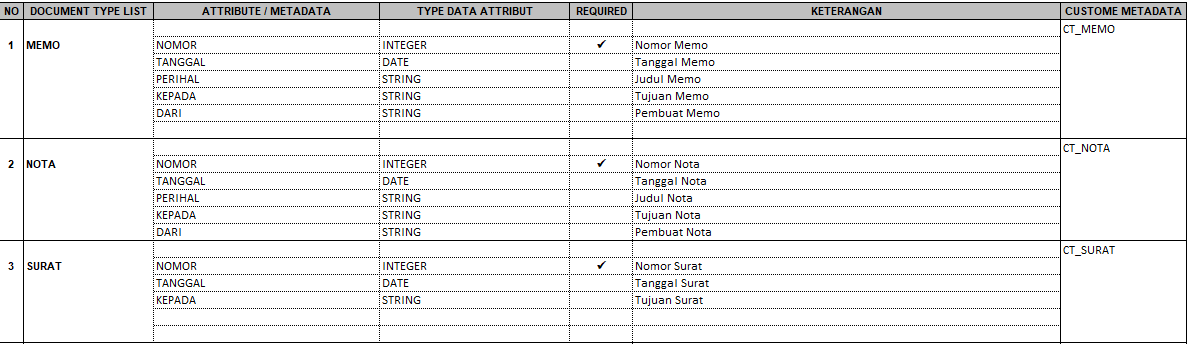 NO DOCUMENT TYPE LIST ATTRIBUTE / METADATA TYPE DATA ATTRIBUT REQUIRED KETERANGAN CUSTOME METADATA
CT_MEMO
1 MEMO NOMOR INTEGER ✓ Nomor Memo
TANGGAL DATE Tanggal Memo
PERIHAL STRING Judul Memo
KEPADA STRING Tujuan Memo
DARI STRING Pembuat Memo
CT_NOTA
2 NOTA NOMOR INTEGER ✓ Nomor Nota
TANGGAL DATE Tanggal Nota
PERIHAL STRING Judul Nota
KEPADA STRING Tujuan Nota
DARI STRING Pembuat Nota
CT_SURAT
3 SURAT NOMOR INTEGER ✓ Nomor Surat
TANGGAL DATE Tanggal Surat
KEPADA STRING Tujuan Surat